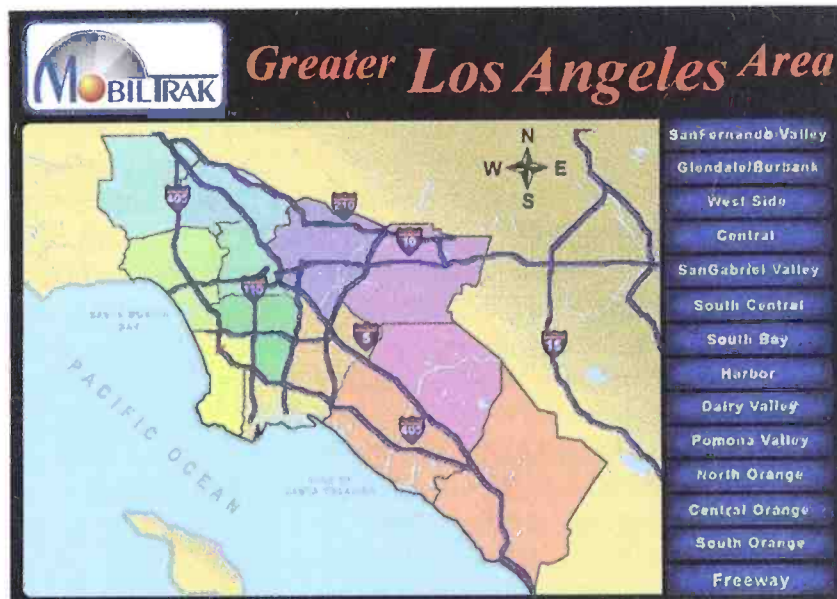 MOBILTRAK
Greater Los Angeles Area
N
W E
S
405
210
10
110
5
15
405
PACIFIC OCEAN
SanFernando Valley
Glendale/Burbank
West Side
Central
SanGabriel Valley
South Central
South Bay
Harbor
Dairy Valley
Pomona Valley
North Orange
Central Orange
South Orange
Freeway